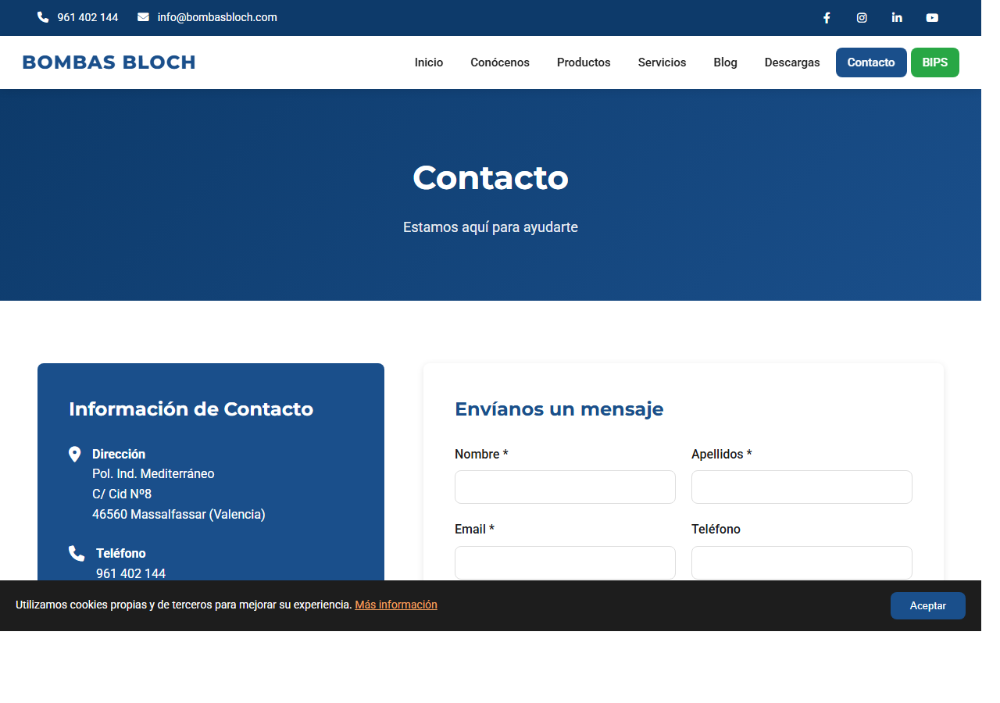 961 402 144
info@bombasbloch.com
BOMBAS BLOCH
Inicio
Conócenos
Productos
Servicios
Blog
Descargas
Contacto
BIPS
Contacto
Estamos aquí para ayudarte
Información de Contacto
Dirección
Pol. Ind. Mediterráneo
C/ Cid Nº8
46560 Massalfassar (Valencia)
Teléfono
961 402 144
Envíanos un mensaje
Nombre *
Apellidos *
Email *
Teléfono
Utilizamos cookies propias y de terceros para mejorar su experiencia. Más información
Aceptar